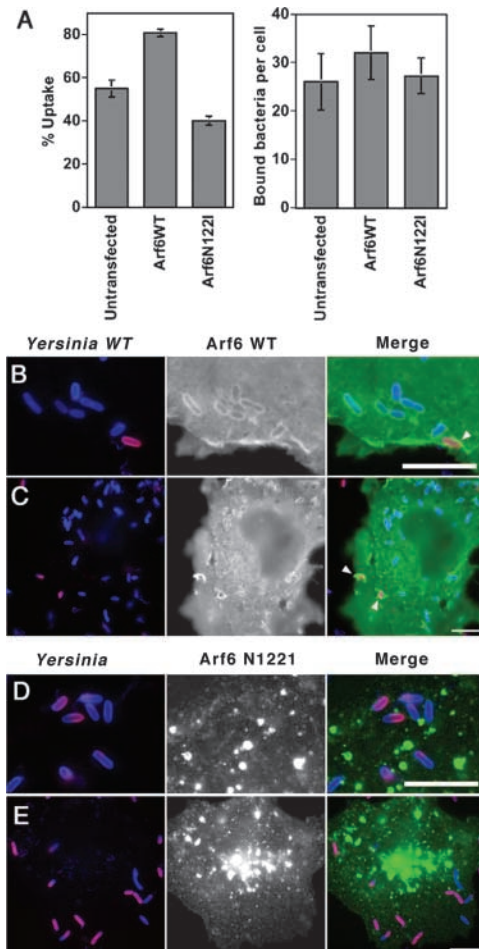 A
80
60
40
20
0
% Uptake
Untransfected
Arf6WT
Arf6N122I
40
30
20
10
0
Bound bacteria per cell
Untransfected
Arf6WT
Arf6N122I
Yersinia WT Arf6 WT Merge
B
C
Yersinia Arf6 N1221 Merge
D
E